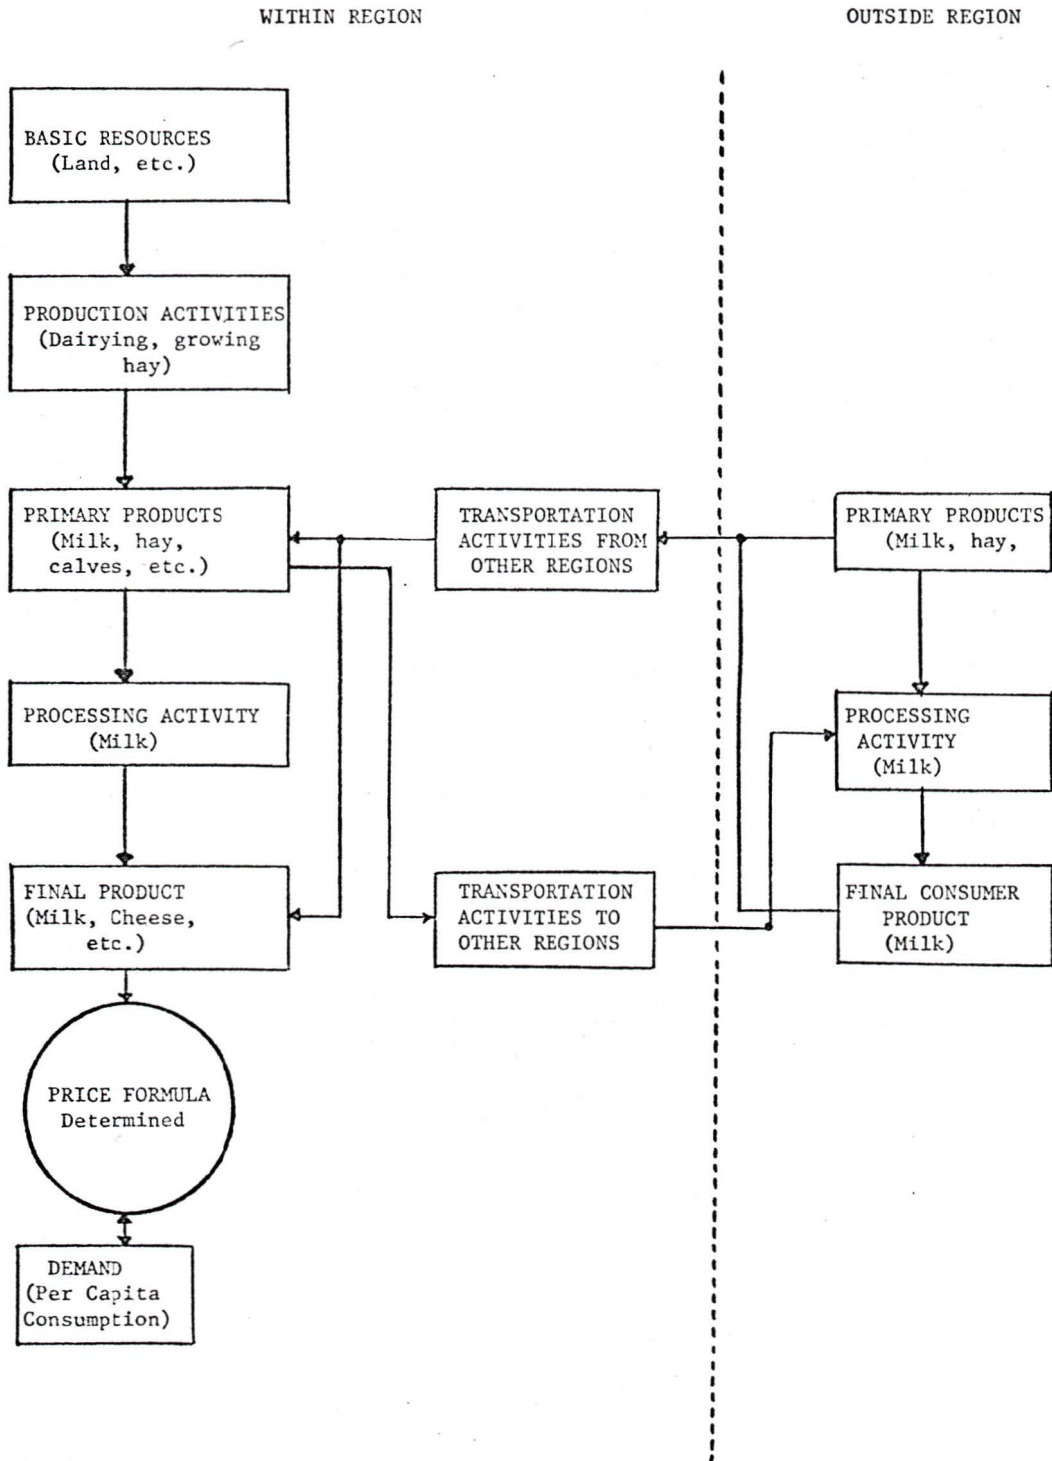 WITHIN REGION
OUTSIDE REGION
BASIC RESOURCES
(Land, etc.)
PRODUCTION ACTIVITIES
(Dairying, growing
hay)
PRIMARY PRODUCTS
(Milk, hay,
calves, etc.)
TRANSPORTATION
ACTIVITIES FROM
OTHER REGIONS
PRIMARY PRODUCTS
(Milk, hay,
PROCESSING ACTIVITY
(Milk)
PROCESSING
ACTIVITY
(Milk)
FINAL PRODUCT
(Milk, Cheese,
etc.)
TRANSPORTATION
ACTIVITIES TO
OTHER REGIONS
FINAL CONSUMER
PRODUCT
(Milk)
PRICE FORMULA
Determined
DEMAND
(Per Capita
Consumption)